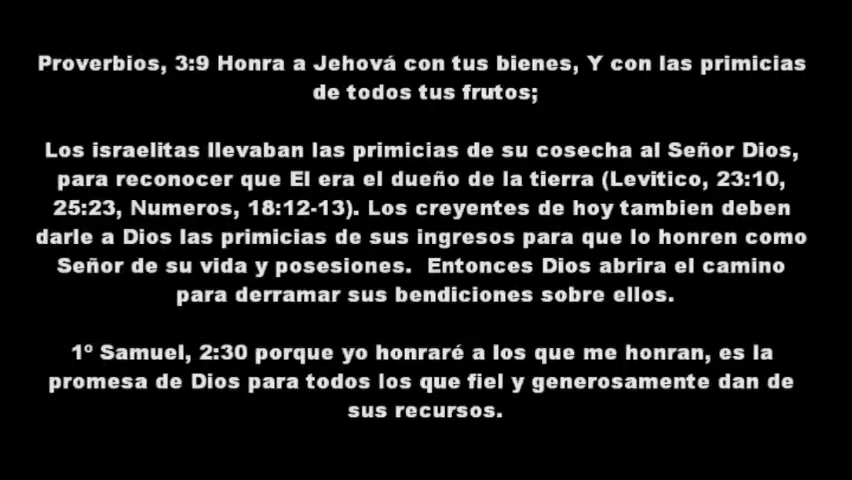 Proverbios, 3:9 Honra a Jehová con tus bienes, Y con las primicias
de todos tus frutos;
Los israelitas llevaban las primicias de su cosecha al Señor Dios,
para reconocer que El era el dueño de la tierra (Levitico, 23:10,
25:23, Numeros, 18:12-13). Los creyentes de hoy tambien deben
darle a Dios las primicias de sus ingresos para que lo honren como
Señor de su vida y posesiones. Entonces Dios abrira el camino
para derramar sus bendiciones sobre ellos.
1º Samuel, 2:30 porque yo honraré a los que me honran, es la
promesa de Dios para todos los que fiel y generosamente dan de
sus recursos.